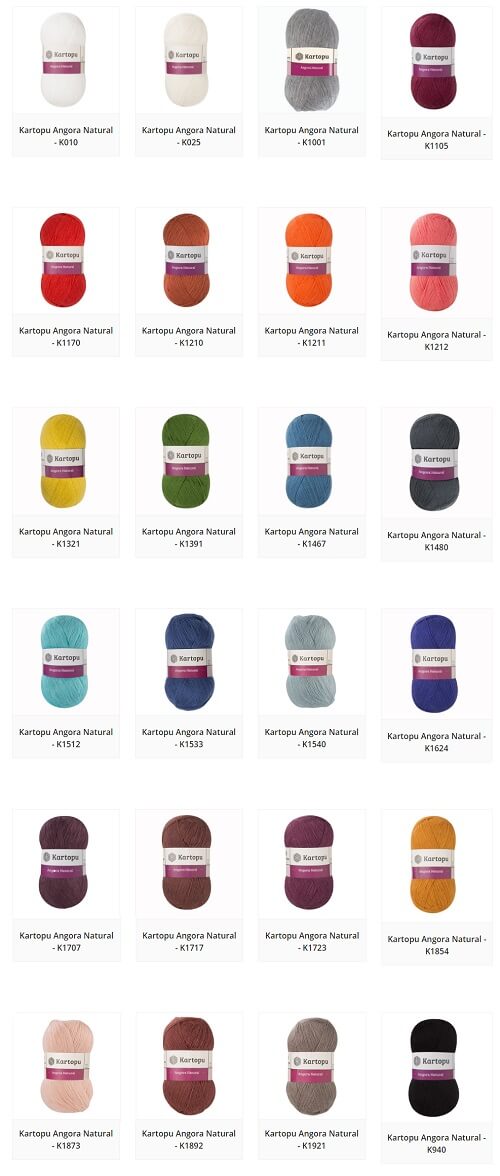 Kartopu
Angora Natural
Kartopu Angora Natural
- K010
Kartopu
Angora Natural
Kartopu Angora Natural
- K025
Kartopu
Angora Natural
Kartopu Angora Natural
- K1001
Kartopu
Angora Natural
Kartopu Angora Natural -
K1105
Kartopu
Angora Natural
Kartopu Angora Natural
- K1170
Kartopu
Angora Natural
Kartopu Angora Natural
- K1210
Kartopu
Angora Natural
Kartopu Angora Natural
- K1211
Kartopu
Angora Natural
Kartopu Angora Natural -
K1212
Kartopu
Angora Natural
Kartopu Angora Natural
- K1321
Kartopu
Angora Natural
Kartopu Angora Natural
- K1391
Kartopu
Angora Natural
Kartopu Angora Natural
- K1467
Kartopu
Angora Natural
Kartopu Angora Natural -
K1480
Kartopu
Angora Natural
Kartopu Angora Natural
- K1512
Kartopu
Angora Natural
Kartopu Angora Natural
- K1533
Kartopu
Angora Natural
Kartopu Angora Natural
- K1540
Kartopu
Angora Natural
Kartopu Angora Natural -
K1624
Kartopu
Angora Natural
Kartopu Angora Natural
- K1707
Kartopu
Angora Natural
Kartopu Angora Natural
- K1717
Kartopu
Angora Natural
Kartopu Angora Natural
- K1723
Kartopu
Angora Natural
Kartopu Angora Natural -
K1854
Kartopu
Angora Natural
Kartopu Angora Natural
- K1873
Kartopu
Angora Natural
Kartopu Angora Natural
- K1892
Kartopu
Angora Natural
Kartopu Angora Natural
- K1921
Kartopu
Angora Natural
Kartopu Angora Natural -
K940